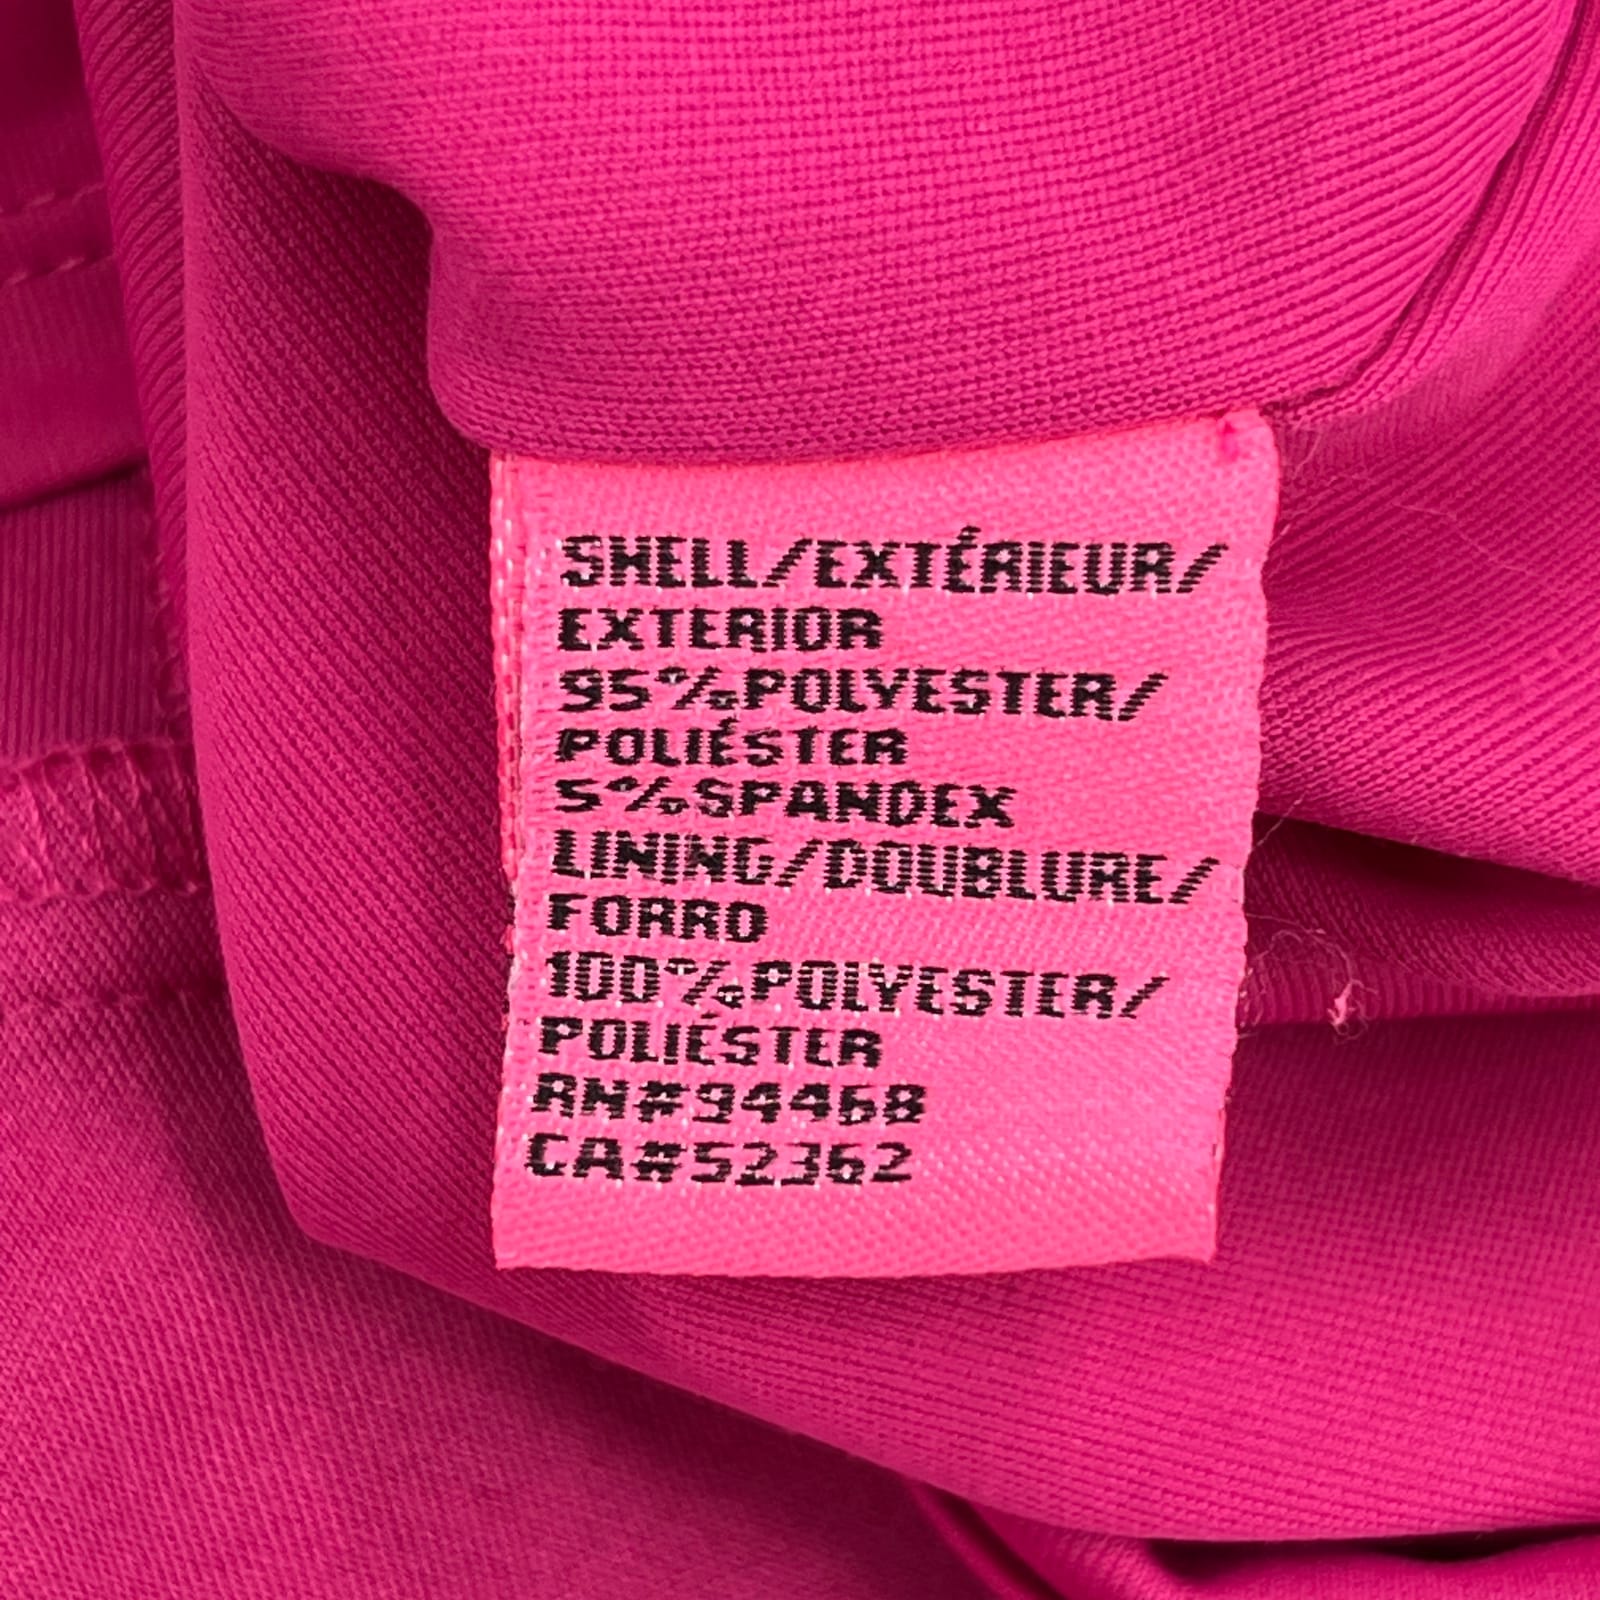 SHELL/EXTÉRIEUR/
EXTERIOR
95%POLYESTER/
POLIÉSTER
5%SPANDEX
LINING/DOUBLURE/
FORRO
100%POLYESTER/
POLIÉSTER
RN#94468
CA#52362